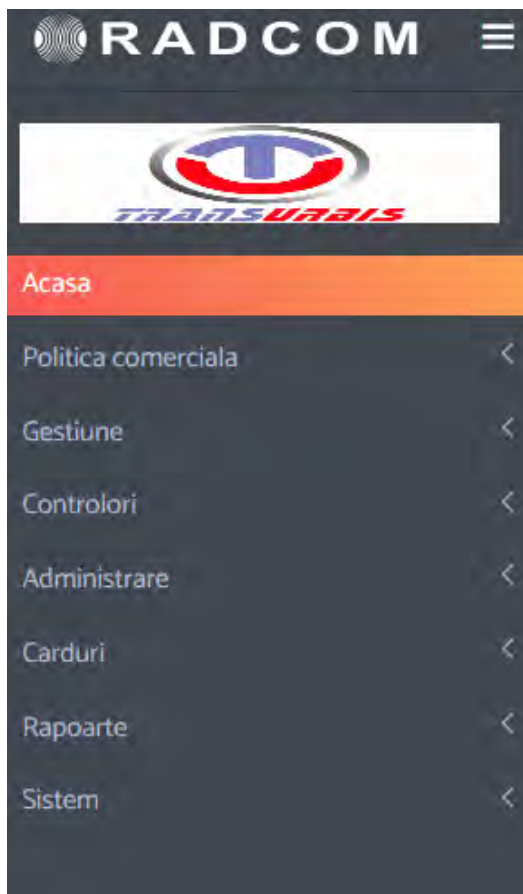 RADCOM
TRANSURBIS
Acasa
Politica comerciala
Gestiune
Controlori
Administrare
Carduri
Rapoarte
Sistem